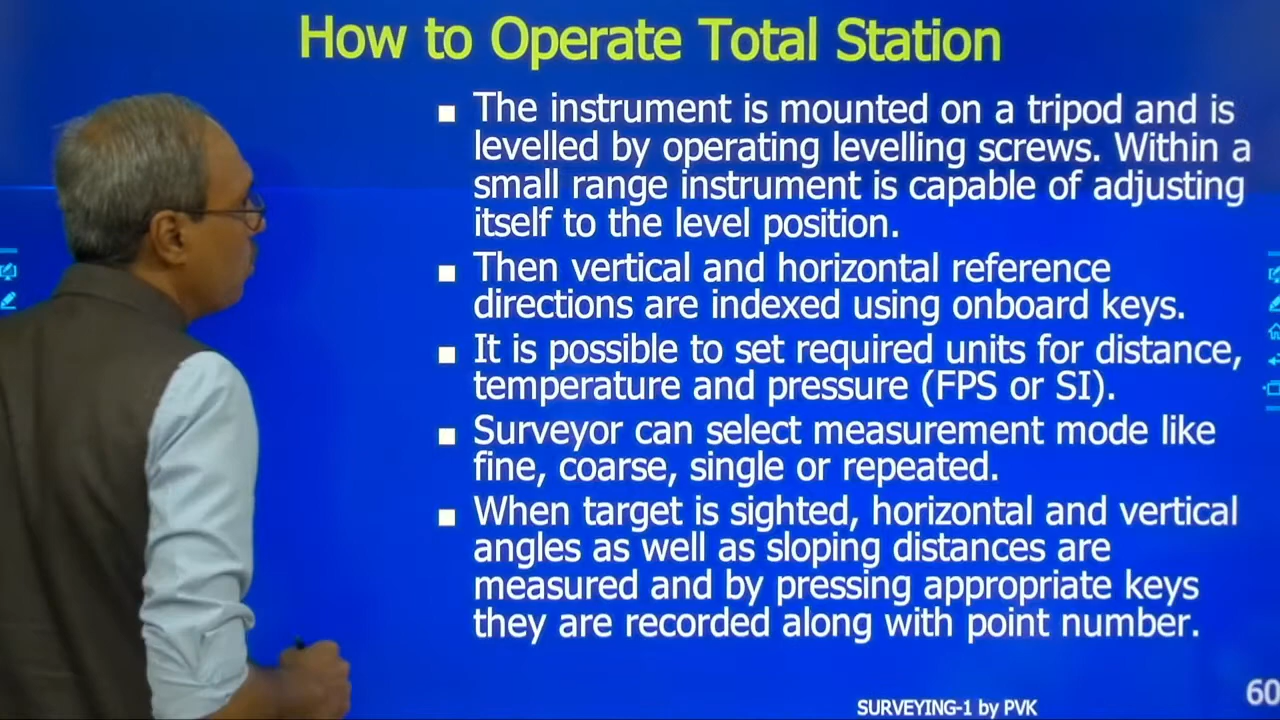 How to Operate Total Station
The instrument is mounted on a tripod and is
levelled by operating levelling screws. Within a
small range instrument is capable of adjusting
itself to the level position.
Then vertical and horizontal reference
directions are indexed using onboard keys.
It is possible to set required units for distance,
temperature and pressure (FPS or SI).
Surveyor can select measurement mode like
fine, coarse, single or repeated.
When target is sighted, horizontal and vertical
angles as well as sloping distances are
measured and by pressing appropriate keys
they are recorded along with point number.
SURVEYING-1 by PVK
60